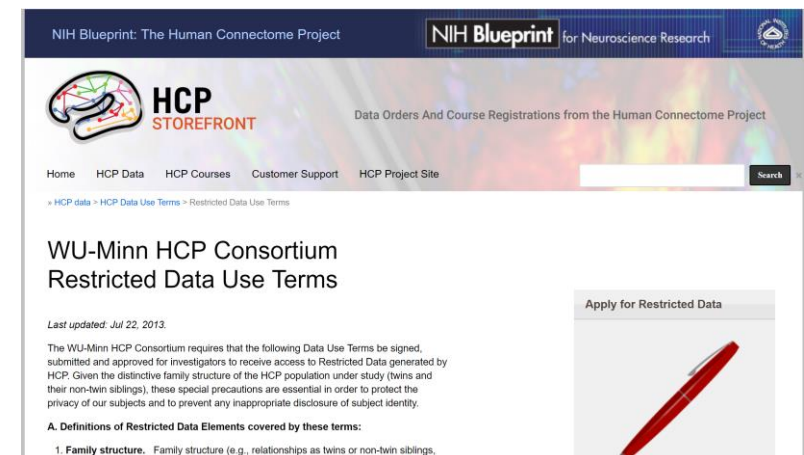 NIH Blueprint: The Human Connectome Project
NIH Blueprint for Neuroscience Research
HCP
STOREFRONT
Data Orders And Course Registrations from the Human Connectome Project
Home HCP Data HCP Courses Customer Support HCP Project Site
Search
» HCP data > HCP Data Use Terms > Restricted Data Use Terms
WU-Minn HCP Consortium
Restricted Data Use Terms
Apply for Restricted Data
Last updated: Jul 22, 2013.
The WU-Minn HCP Consortium requires that the following Data Use Terms be signed,
submitted and approved for investigators to receive access to Restricted Data generated by
HCP. Given the distinctive family structure of the HCP population under study (twins and
their non-twin siblings), these special precautions are essential in order to protect the
privacy of our subjects and to prevent any inappropriate disclosure of subject identity.
A. Definitions of Restricted Data Elements covered by these terms:
1. Family structure. Family structure (e.g., relationships as twins or non-twin siblings,